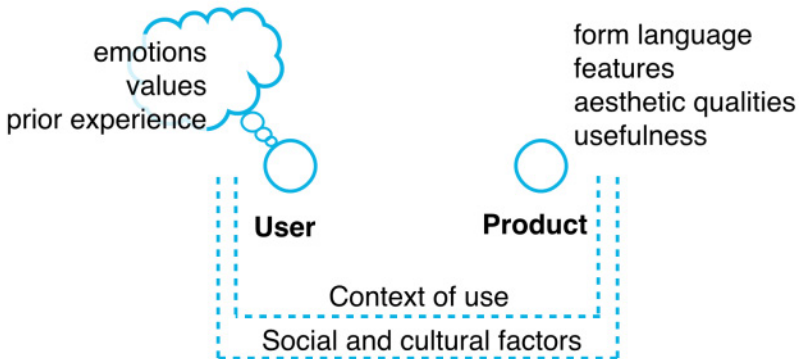 emotions
values
prior experience
form language
features
aesthetic qualities
usefulness
User
Product
Context of use
Social and cultural factors